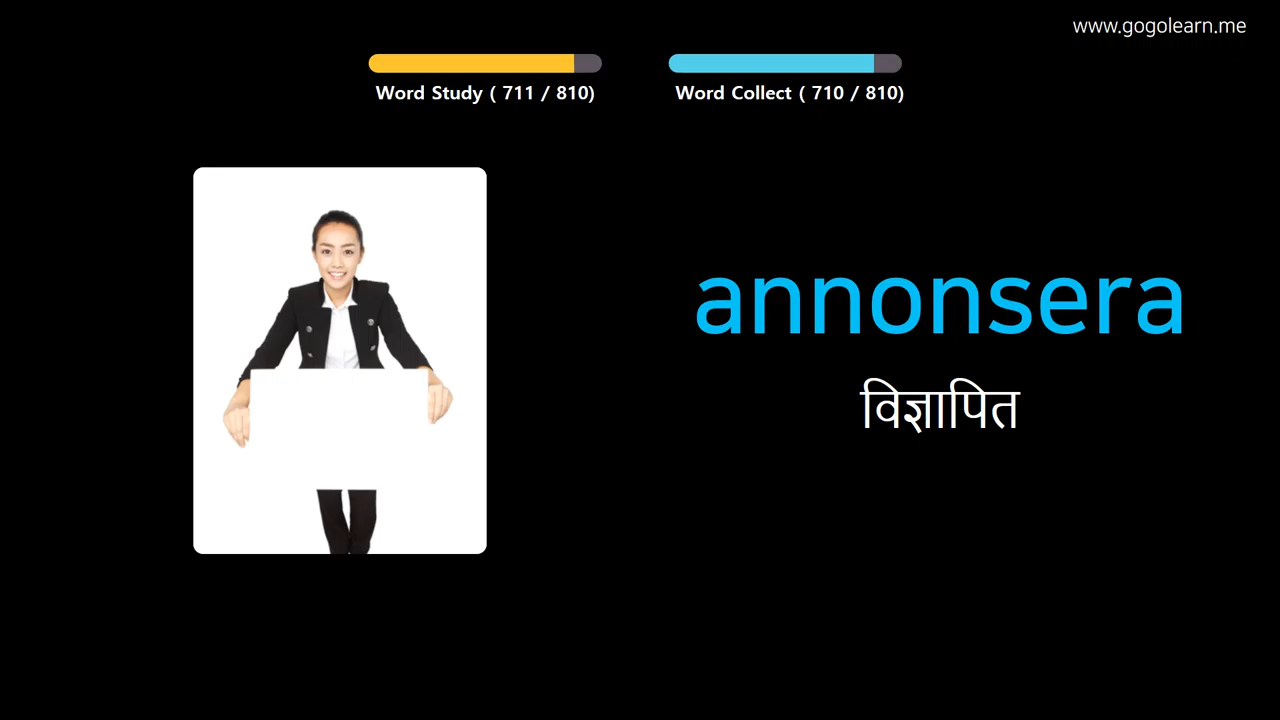 www.gogolearn.me
Word Study ( 711 / 810)
Word Collect ( 710 / 810)
annonsera
विज्ञापित